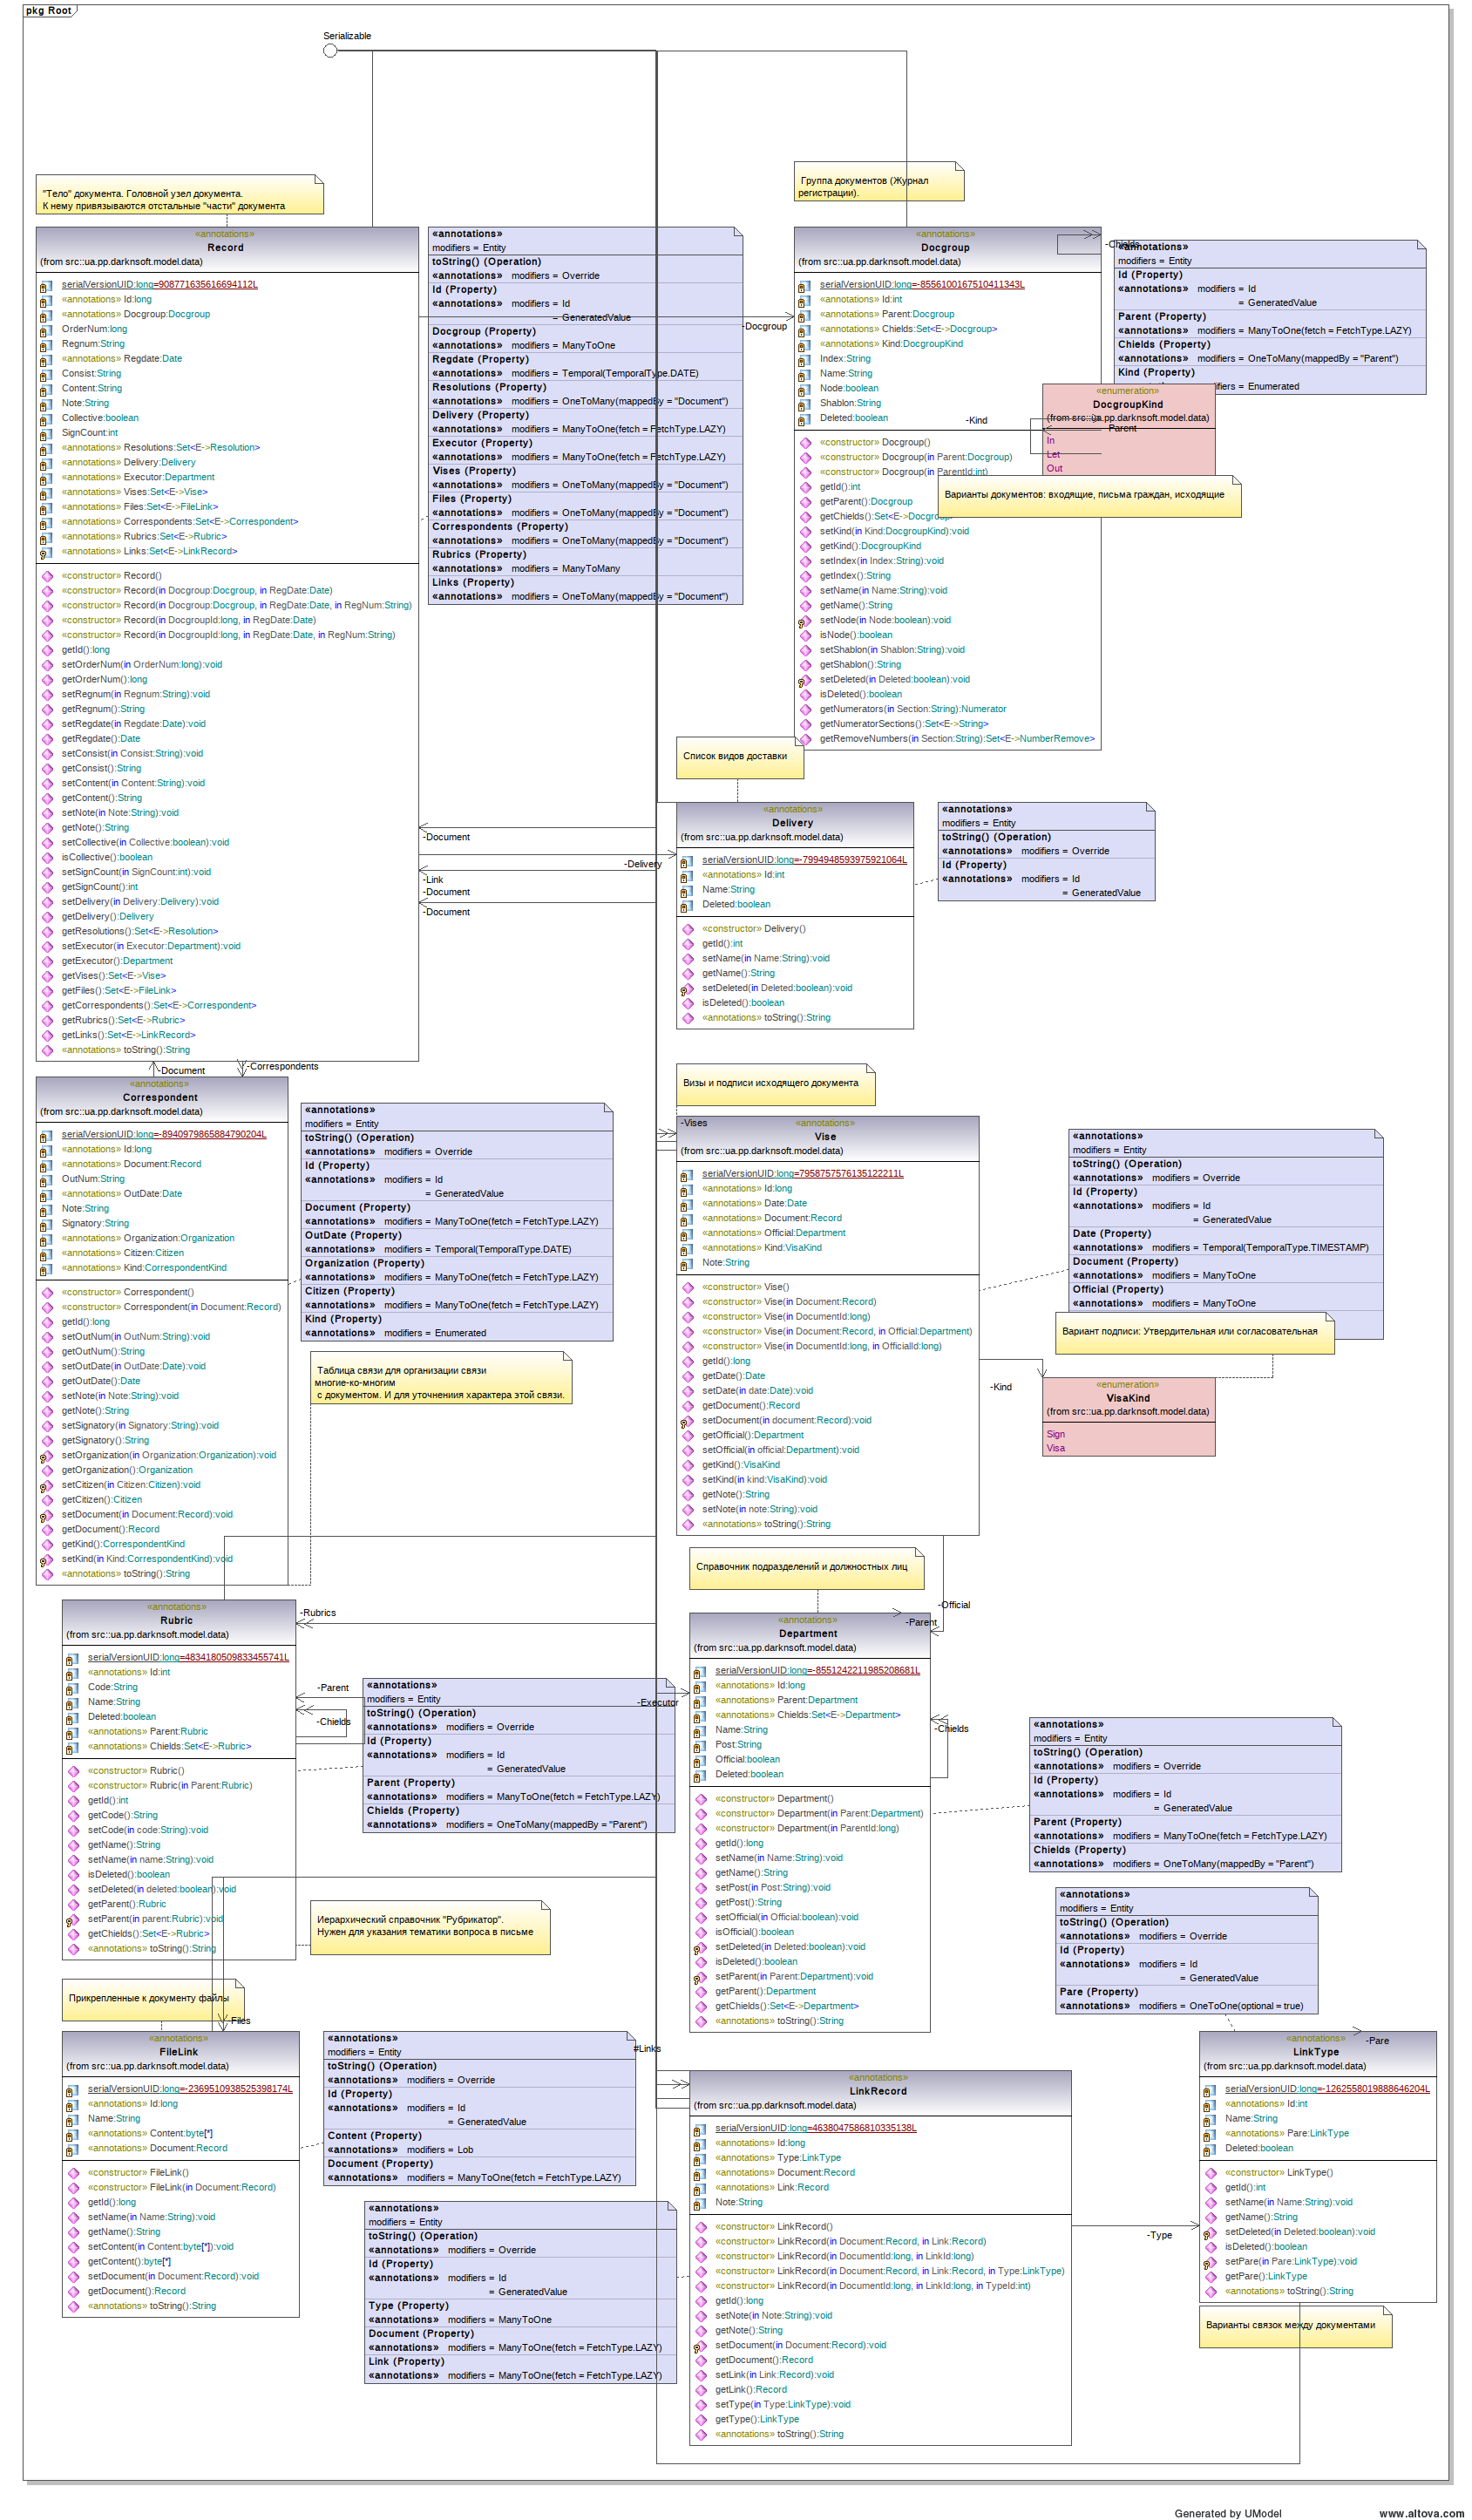 pkg Root
Serializable
"Тело" документа. Головной узел документа.
К нему привязываются отстальные "части" документа
«annotations»
Record
(from src::ua.pp.darknsoft.model.data)
serialVersionUID:long=908771635616694112L
«annotations» Id:long
«annotations» Docgroup:Docgroup
OrderNum:long
Regnum:String
«annotations» Regdate:Date
Consist:String
Content:String
Note:String
Collective:boolean
SignCount:int
«annotations» Resolutions:Set<E->Resolution>
«annotations» Delivery:Delivery
«annotations» Executor:Department
«annotations» Vises:Set<E->Vise>
«annotations» Files:Set<E->FileLink>
«annotations» Correspondents:Set<E->Correspondent>
«annotations» Rubrics:Set<E->Rubric>
«annotations» Links:Set<E->LinkRecord>
«constructor» Record()
«constructor» Record(in Docgroup:Docgroup, in RegDate:Date)
«constructor» Record(in Docgroup:Docgroup, in RegDate:Date, in RegNum:String)
«constructor» Record(in DocgroupId:long, in RegDate:Date)
«constructor» Record(in DocgroupId:long, in RegDate:Date, in RegNum:String)
getId():long
setOrderNum(in OrderNum:long):void
getOrderNum():long
setRegnum(in Regnum:String):void
getRegnum():String
setRegdate(in Regdate:Date):void
getRegdate():Date
setConsist(in Consist:String):void
getConsist():String
setContent(in Content:String):void
getContent():String
setNote(in Note:String):void
getNote():String
setCollective(in Collective:boolean):void
isCollective():boolean
setSignCount(in SignCount:int):void
getSignCount():int
setDelivery(in Delivery:Delivery):void
getDelivery():Delivery
getResolutions():Set<E->Resolution>
setExecutor(in Executor:Department):void
getExecutor():Department
getVises():Set<E->Vise>
getFiles():Set<E->FileLink>
getCorrespondents():Set<E->Correspondent>
getRubrics():Set<E->Rubric>
getLinks():Set<E->LinkRecord>
«annotations» toString():String
«annotations»
modifiers = Entity
toString() (Operation)
«annotations» modifiers = Override
Id (Property)
«annotations» modifiers = Id
= GeneratedValue
Docgroup (Property)
«annotations» modifiers = ManyToOne
Regdate (Property)
«annotations» modifiers = Temporal(TemporalType.DATE)
Resolutions (Property)
«annotations» modifiers = OneToMany(mappedBy = "Document")
Delivery (Property)
«annotations» modifiers = ManyToOne(fetch = FetchType.LAZY)
Executor (Property)
«annotations» modifiers = ManyToOne(fetch = FetchType.LAZY)
Vises (Property)
«annotations» modifiers = OneToMany(mappedBy = "Document")
Files (Property)
«annotations» modifiers = OneToMany(mappedBy = "Document")
Correspondents (Property)
«annotations» modifiers = OneToMany(mappedBy = "Document")
Rubrics (Property)
«annotations» modifiers = ManyToMany
Links (Property)
«annotations» modifiers = OneToMany(mappedBy = "Document")
-Docgroup
Группа документов (Журнал
регистрации).
«annotations»
Docgroup
(from src::ua.pp.darknsoft.model.data)
serialVersionUID:long=-8556100167510411343L
«annotations» Id:int
«annotations» Parent:Docgroup
«annotations» Chields:Set<E->Docgroup>
«annotations» Kind:DocgroupKind
Index:String
Name:String
Node:boolean
Shablon:String
Deleted:boolean
«constructor» Docgroup()
«constructor» Docgroup(in Parent:Docgroup)
«constructor» Docgroup(in ParentId:int)
getId():int
getParent():Docgroup
getChields():Set<E->Docgroup>
setKind(in Kind:DocgroupKind):void
getKind():DocgroupKind
setIndex(in Index:String):void
getIndex():String
setName(in Name:String):void
getName():String
setNode(in Node:boolean):void
isNode():boolean
setShablon(in Shablon:String):void
getShablon():String
setDeleted(in Deleted:boolean):void
isDeleted():boolean
getNumerators(in Section:String):Numerator
getNumeratorSections():Set<E->String>
getRemoveNumbers(in Section:String):Set<E->NumberRemove>
-Chields
«annotations»
modifiers = Entity
Id (Property)
«annotations» modifiers = Id
= GeneratedValue
Parent (Property)
«annotations» modifiers = ManyToOne(fetch = FetchType.LAZY)
Chields (Property)
«annotations» modifiers = OneToMany(mappedBy = "Parent")
Kind (Property)
modifiers = Enumerated
-Kind
«enumeration»
DocgroupKind
(from src::ua.pp.darknsoft.model.data)
-Parent
In
Let
Out
Варианты документов: входящие, письма граждан, исходящие
Список видов доставки
«annotations»
Delivery
(from src::ua.pp.darknsoft.model.data)
serialVersionUID:long=-7994948593975921064L
«annotations» Id:int
Name:String
Deleted:boolean
«constructor» Delivery()
getId():int
setName(in Name:String):void
getName():String
setDeleted(in Deleted:boolean):void
isDeleted():boolean
«annotations» toString():String
«annotations»
modifiers = Entity
toString() (Operation)
«annotations» modifiers = Override
Id (Property)
«annotations» modifiers = Id
= GeneratedValue
-Document
-Delivery
-Link
-Document
-Document
-Document
-Correspondents
«annotations»
Correspondent
(from src::ua.pp.darknsoft.model.data)
serialVersionUID:long=-8940979865884790204L
«annotations» Id:long
«annotations» Document:Record
OutNum:String
«annotations» OutDate:Date
Note:String
Signatory:String
«annotations» Organization:Organization
«annotations» Citizen:Citizen
«annotations» Kind:CorrespondentKind
«constructor» Correspondent()
«constructor» Correspondent(in Document:Record)
getId():long
setOutNum(in OutNum:String):void
getOutNum():String
setOutDate(in OutDate:Date):void
getOutDate():Date
setNote(in Note:String):void
getNote():String
setSignatory(in Signatory:String):void
getSignatory():String
setOrganization(in Organization:Organization):void
getOrganization():Organization
setCitizen(in Citizen:Citizen):void
getCitizen():Citizen
setDocument(in Document:Record):void
getDocument():Record
getKind():CorrespondentKind
setKind(in Kind:CorrespondentKind):void
«annotations» toString():String
«annotations»
modifiers = Entity
toString() (Operation)
«annotations» modifiers = Override
Id (Property)
«annotations» modifiers = Id
= GeneratedValue
Document (Property)
«annotations» modifiers = ManyToOne(fetch = FetchType.LAZY)
OutDate (Property)
«annotations» modifiers = Temporal(TemporalType.DATE)
Organization (Property)
«annotations» modifiers = ManyToOne(fetch = FetchType.LAZY)
Citizen (Property)
«annotations» modifiers = ManyToOne(fetch = FetchType.LAZY)
Kind (Property)
«annotations» modifiers = Enumerated
Таблица связи для организации связи
многие-ко-многим
с документом. И для уточнениия характера этой связи.
Визы и подписи исходящего документа
-Vises
«annotations»
Vise
(from src::ua.pp.darknsoft.model.data)
serialVersionUID:long=7958757576135122211L
«annotations» Id:long
«annotations» Date:Date
«annotations» Document:Record
«annotations» Official:Department
«annotations» Kind:VisaKind
Note:String
«constructor» Vise()
«constructor» Vise(in Document:Record)
«constructor» Vise(in DocumentId:long)
«constructor» Vise(in Document:Record, in Official:Department)
«constructor» Vise(in DocumentId:long, in OfficialId:long)
getId():long
getDate():Date
setDate(in date:Date):void
getDocument():Record
setDocument(in document:Record):void
getOfficial():Department
setOfficial(in official:Department):void
getKind():VisaKind
setKind(in kind:VisaKind):void
getNote():String
setNote(in note:String):void
«annotations» toString():String
«annotations»
modifiers = Entity
toString() (Operation)
«annotations» modifiers = Override
Id (Property)
«annotations» modifiers = Id
= GeneratedValue
Date (Property)
«annotations» modifiers = Temporal(TemporalType.TIMESTAMP)
Document (Property)
«annotations» modifiers = ManyToOne
Official (Property)
«annotations» modifiers = ManyToOne
Вариант подписи: Утвердительная или согласовательная
-Kind
«enumeration»
VisaKind
(from src::ua.pp.darknsoft.model.data)
Sign
Visa
Справочник подразделений и должностных лиц
-Official
-Parent
«annotations»
Department
(from src::ua.pp.darknsoft.model.data)
serialVersionUID:long=-8551242211985208681L
«annotations» Id:long
«annotations» Parent:Department
«annotations» Chields:Set<E->Department>
Name:String
Post:String
Official:boolean
Deleted:boolean
«constructor» Department()
«constructor» Department(in Parent:Department)
«constructor» Department(in ParentId:long)
getId():long
setName(in Name:String):void
getName():String
setPost(in Post:String):void
getPost():String
setOfficial(in Official:boolean):void
isOfficial():boolean
setDeleted(in Deleted:boolean):void
isDeleted():boolean
setParent(in Parent:Department):void
getParent():Department
getChields():Set<E->Department>
«annotations» toString():String
-Executor
-Chields
«annotations»
modifiers = Entity
toString() (Operation)
«annotations» modifiers = Override
Id (Property)
«annotations» modifiers = Id
= GeneratedValue
Parent (Property)
«annotations» modifiers = ManyToOne(fetch = FetchType.LAZY)
Chields (Property)
«annotations» modifiers = OneToMany(mappedBy = "Parent")
«annotations»
Rubric
(from src::ua.pp.darknsoft.model.data)
serialVersionUID:long=4834180509833455741L
«annotations» Id:int
Code:String
Name:String
Deleted:boolean
«annotations» Parent:Rubric
«annotations» Chields:Set<E->Rubric>
«constructor» Rubric()
«constructor» Rubric(in Parent:Rubric)
getId():int
getCode():String
setCode(in code:String):void
getName():String
setName(in name:String):void
isDeleted():boolean
setDeleted(in deleted:boolean):void
getParent():Rubric
setParent(in parent:Rubric):void
getChields():Set<E->Rubric>
«annotations» toString():String
-Rubrics
-Parent
-Chields
«annotations»
modifiers = Entity
toString() (Operation)
«annotations» modifiers = Override
Id (Property)
«annotations» modifiers = Id
= GeneratedValue
Parent (Property)
«annotations» modifiers = ManyToOne(fetch = FetchType.LAZY)
Chields (Property)
«annotations» modifiers = OneToMany(mappedBy = "Parent")
Иерархический справочник "Рубрикатор".
Нужен для указания тематики вопроса в письме
Прикрепленные к документу файлы
-Files
«annotations»
FileLink
(from src::ua.pp.darknsoft.model.data)
serialVersionUID:long=-2369510938525398174L
«annotations» Id:long
Name:String
«annotations» Content:byte[*]
«annotations» Document:Record
«constructor» FileLink()
«constructor» FileLink(in Document:Record)
getId():long
setName(in Name:String):void
getName():String
setContent(in Content:byte[*]):void
getContent():byte[*]
setDocument(in Document:Record):void
getDocument():Record
«annotations» toString():String
«annotations»
modifiers = Entity
toString() (Operation)
«annotations» modifiers = Override
Id (Property)
«annotations» modifiers = Id
= GeneratedValue
Content (Property)
«annotations» modifiers = Lob
Document (Property)
«annotations» modifiers = ManyToOne(fetch = FetchType.LAZY)
«annotations»
modifiers = Entity
toString() (Operation)
«annotations» modifiers = Override
Id (Property)
«annotations» modifiers = Id
= GeneratedValue
Type (Property)
«annotations» modifiers = ManyToOne
Document (Property)
«annotations» modifiers = ManyToOne(fetch = FetchType.LAZY)
Link (Property)
«annotations» modifiers = ManyToOne(fetch = FetchType.LAZY)
#Links
«annotations»
LinkRecord
(from src::ua.pp.darknsoft.model.data)
serialVersionUID:long=4638047586810335138L
«annotations» Id:long
«annotations» Type:LinkType
«annotations» Document:Record
«annotations» Link:Record
Note:String
«constructor» LinkRecord()
«constructor» LinkRecord(in Document:Record, in Link:Record)
«constructor» LinkRecord(in DocumentId:long, in LinkId:long)
«constructor» LinkRecord(in Document:Record, in Link:Record, in Type:LinkType)
«constructor» LinkRecord(in DocumentId:long, in LinkId:long, in TypeId:int)
getId():long
setNote(in Note:String):void
getNote():String
setDocument(in Document:Record):void
getDocument():Record
setLink(in Link:Record):void
getLink():Record
setType(in Type:LinkType):void
getType():LinkType
«annotations» toString():String
-Type
«annotations»
modifiers = Entity
toString() (Operation)
«annotations» modifiers = Override
Id (Property)
«annotations» modifiers = Id
= GeneratedValue
Pare (Property)
«annotations» modifiers = OneToOne(optional = true)
-Pare
«annotations»
LinkType
(from src::ua.pp.darknsoft.model.data)
serialVersionUID:long=-1262558019888646204L
«annotations» Id:int
Name:String
«annotations» Pare:LinkType
Deleted:boolean
«constructor» LinkType()
getId():int
setName(in Name:String):void
getName():String
setDeleted(in Deleted:boolean):void
isDeleted():boolean
setPare(in Pare:LinkType):void
getPare():LinkType
«annotations» toString():String
Варианты связок между документами
Generated by UModel
www.altova.com